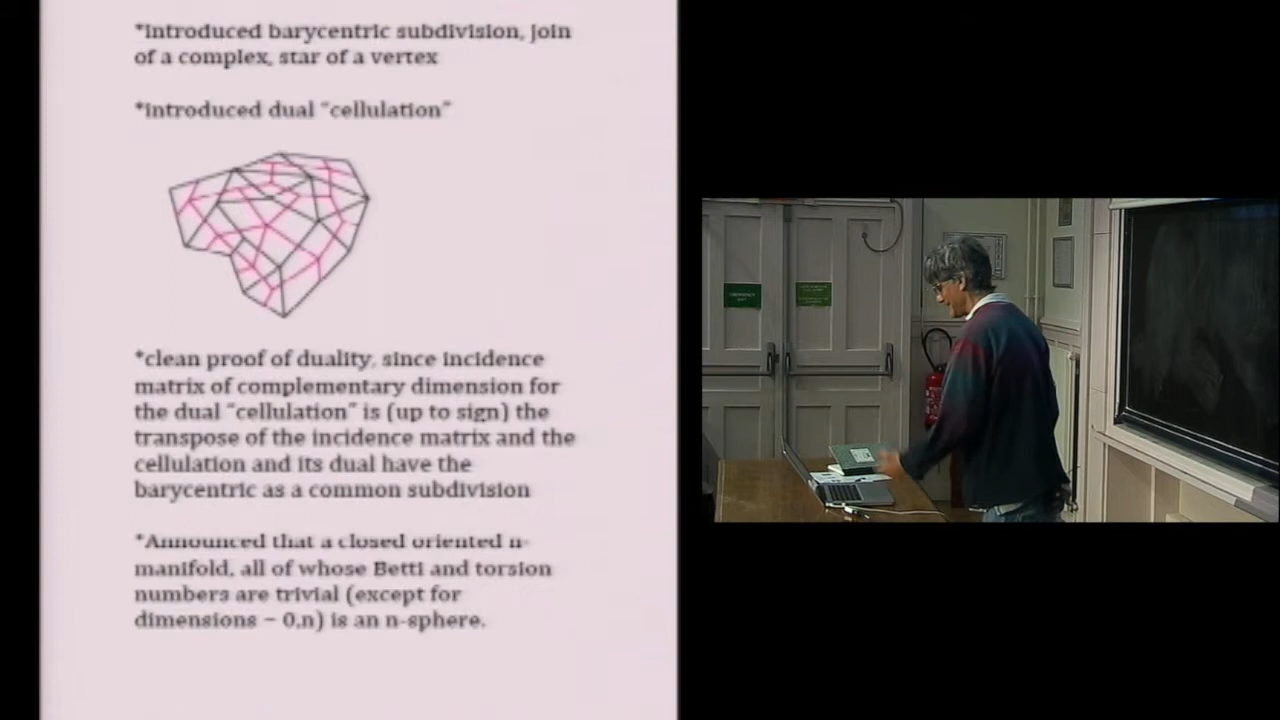 *introduced barycentric subdivision, join
of a complex, star of a vertex
*introduced dual "cellulation"
*clean proof of duality, since incidence
matrix of complementary dimension for
the dual "cellulation" is (up to sign) the
transpose of the incidence matrix and the
cellulation and its dual have the
barycentric as a common subdivision
*Announced that a closed oriented n-
manifold, all of whose Betti and torsion
numbers are trivial (except for
dimensions – 0,n) is an n-sphere.